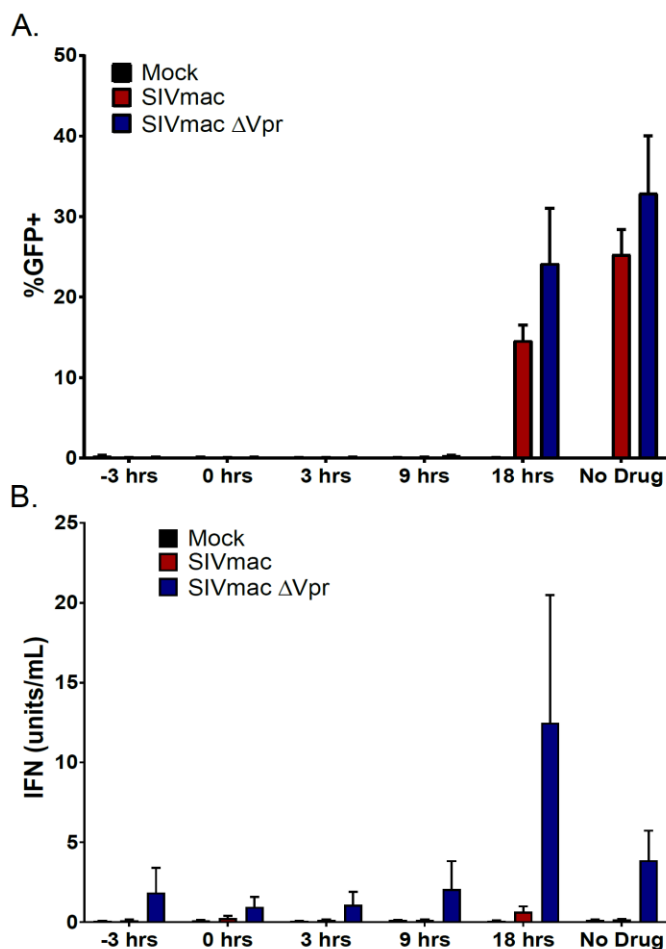 A.
50
40
30
20
10
0
%GFP+
Mock
SIVmac
SIVmac ΔVpr
-3 hrs 0 hrs 3 hrs 9 hrs 18 hrs No Drug
B.
25
20
15
10
5
0
IFN (units/mL)
Mock
SIVmac
SIVmac ΔVpr
-3 hrs 0 hrs 3 hrs 9 hrs 18 hrs No Drug